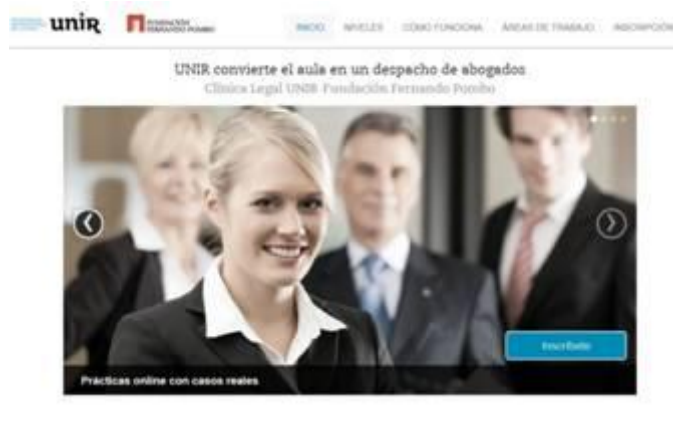 unir
FUNDACIÓN
FERNANDO POMBO
INICIO NIVELES CÓMO FUNCIONA ÁREAS DE TRABAJO INSCRIPCIÓN
UNIR convierte el aula en un despacho de abogados
Clínica Legal UNIR-Fundación Fernando Pombo
Inscríbete
Prácticas online con casos reales